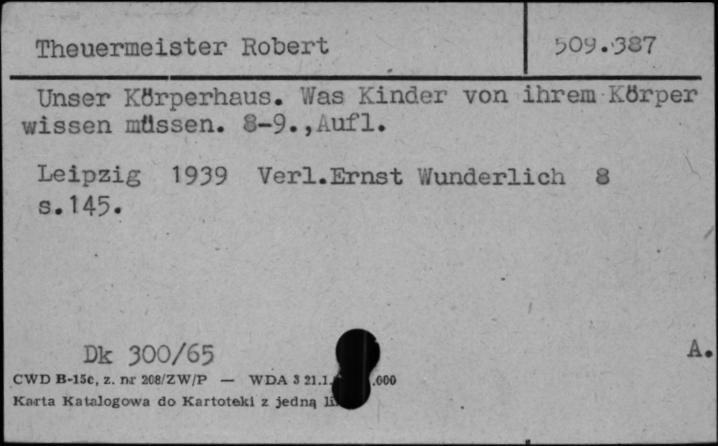 Theuermeister Robert
509.387
Unser Körperhaus. Was Kinder von ihrem Körper
wissen müssen. 8-9.,Aufl.
Leipzig 1939 Verl.Ernst Wunderlich 8
s.145.
Dk 300/65
A.
CWD B-15c, z. nr 208/ZW/P — WDA 3 21.1. .000
Karta Katalogowa do Kartoteki z jedną